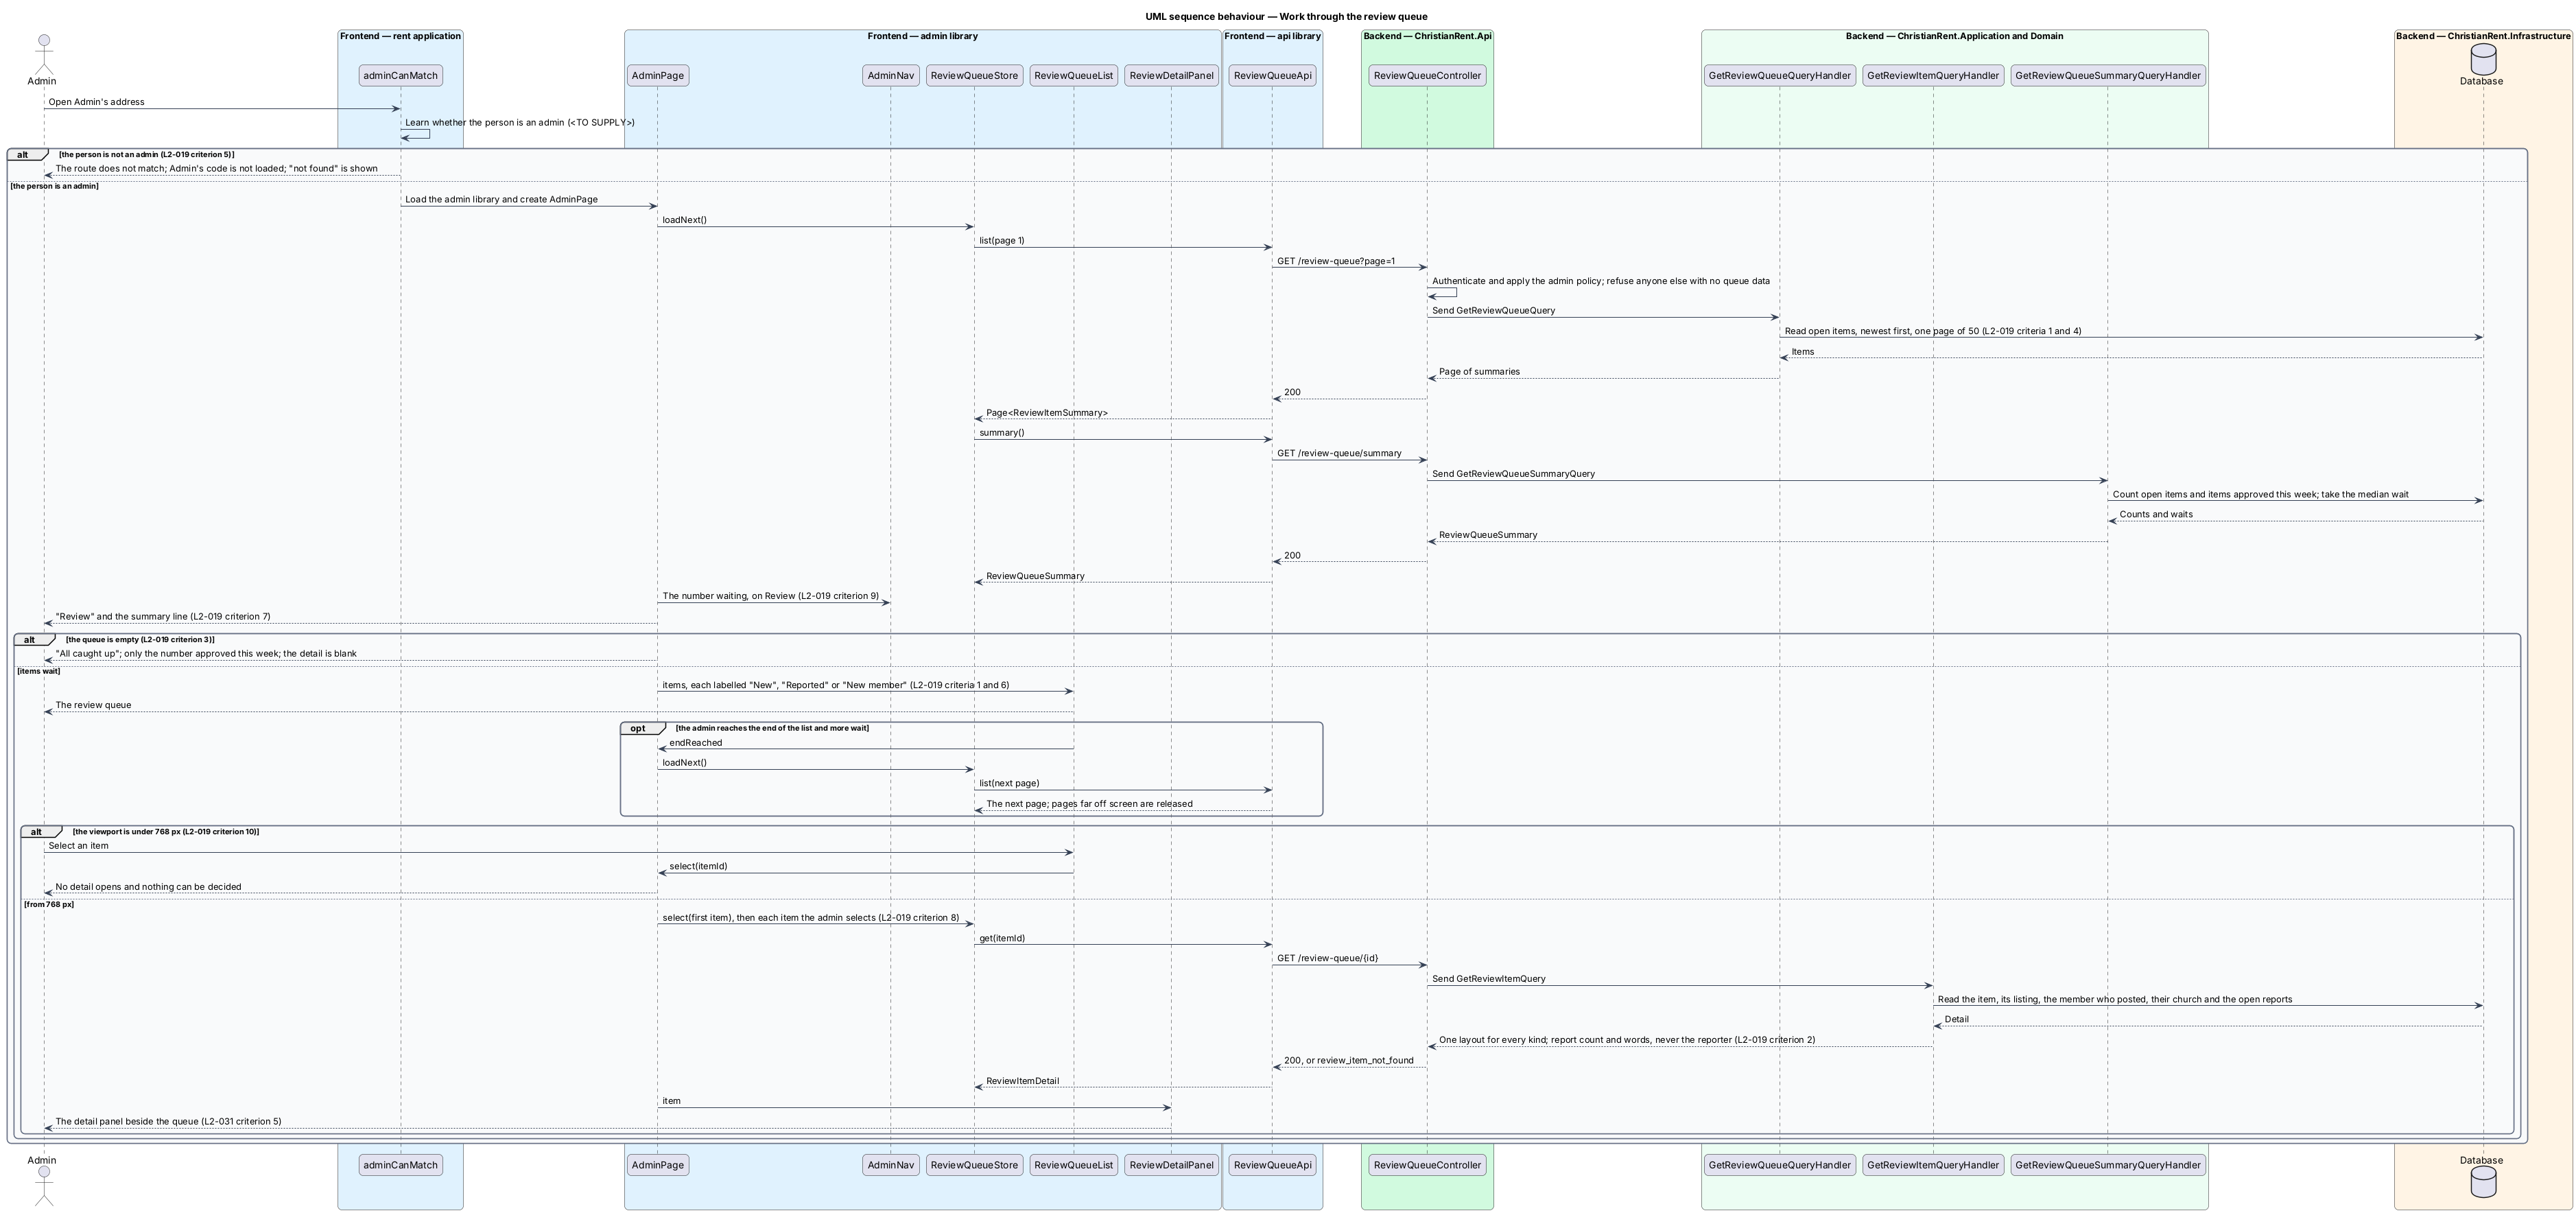 UML sequence behaviour — Work through the review queue
Frontend — rent application
Frontend — admin library
Frontend — api library
Backend — ChristianRent.Api
Backend — ChristianRent.Application and Domain
Backend — ChristianRent.Infrastructure
Admin
adminCanMatch
AdminPage
AdminNav
ReviewQueueStore
ReviewQueueList
ReviewDetailPanel
ReviewQueueApi
ReviewQueueController
GetReviewQueueQueryHandler
GetReviewItemQueryHandler
GetReviewQueueSummaryQueryHandler
Database
Open Admin's address
Learn whether the person is an admin (<TO SUPPLY>)
alt [the person is not an admin (L2-019 criterion 5)]
The route does not match; Admin's code is not loaded; "not found" is shown
[the person is an admin]
Load the admin library and create AdminPage
loadNext()
list(page 1)
GET /review-queue?page=1
Authenticate and apply the admin policy; refuse anyone else with no queue data
Send GetReviewQueueQuery
Read open items, newest first, one page of 50 (L2-019 criteria 1 and 4)
Items
Page of summaries
200
Page<ReviewItemSummary>
summary()
GET /review-queue/summary
Send GetReviewQueueSummaryQuery
Count open items and items approved this week; take the median wait
Counts and waits
ReviewQueueSummary
200
ReviewQueueSummary
The number waiting, on Review (L2-019 criterion 9)
"Review" and the summary line (L2-019 criterion 7)
alt [the queue is empty (L2-019 criterion 3)]
"All caught up"; only the number approved this week; the detail is blank
[items wait]
items, each labelled "New", "Reported" or "New member" (L2-019 criteria 1 and 6)
The review queue
opt [the admin reaches the end of the list and more wait]
endReached
loadNext()
list(next page)
The next page; pages far off screen are released
alt [the viewport is under 768 px (L2-019 criterion 10)]
Select an item
select(itemId)
No detail opens and nothing can be decided
[from 768 px]
select(first item), then each item the admin selects (L2-019 criterion 8)
get(itemId)
GET /review-queue/{id}
Send GetReviewItemQuery
Read the item, its listing, the member who posted, their church and the open reports
Detail
One layout for every kind; report count and words, never the reporter (L2-019 criterion 2)
200, or review_item_not_found
ReviewItemDetail
item
The detail panel beside the queue (L2-031 criterion 5)
Admin
adminCanMatch
AdminPage
AdminNav
ReviewQueueStore
ReviewQueueList
ReviewDetailPanel
ReviewQueueApi
ReviewQueueController
GetReviewQueueQueryHandler
GetReviewItemQueryHandler
GetReviewQueueSummaryQueryHandler
Database